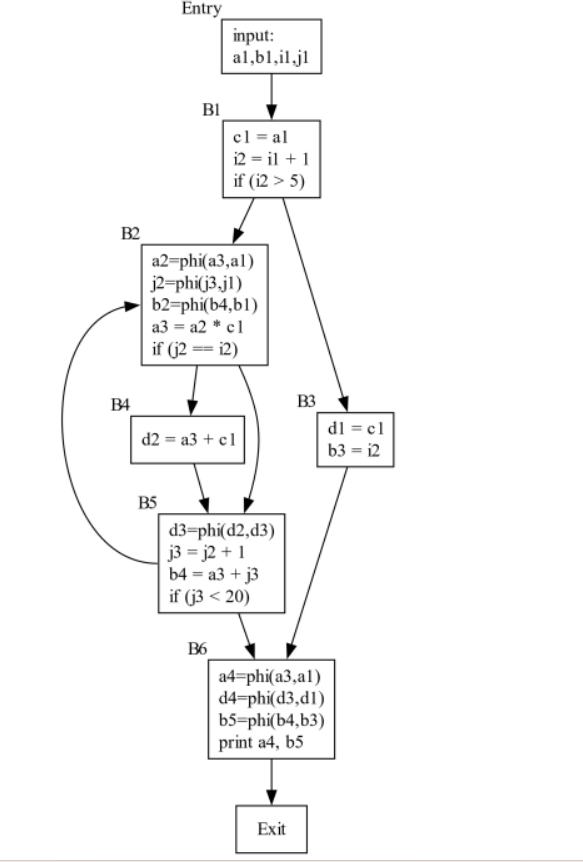 Entry
input:
a1,b1,i1,j1
B1
c1 = a1
i2 = i1 + 1
if (i2 > 5)
B2
a2=phi(a3,a1)
j2=phi(j3,j1)
b2=phi(b4,b1)
a3 = a2 * c1
if (j2 == i2)
B4
d2 = a3 + c1
B3
d1 = c1
b3 = i2
B5
d3=phi(d2,d3)
j3 = j2 + 1
b4 = a3 + j3
if (j3 < 20)
B6
a4=phi(a3,a1)
d4=phi(d3,d1)
b5=phi(b4,b3)
print a4, b5
Exit